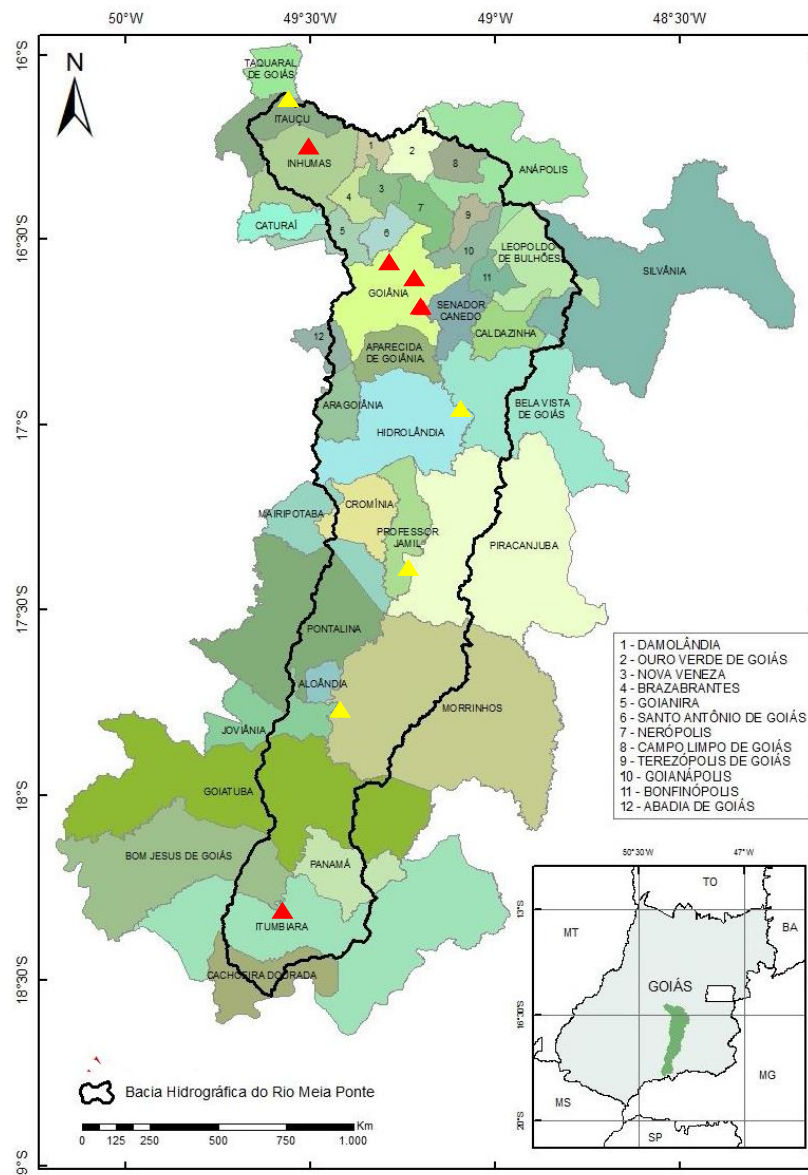 50°W
49°30'W
49°W
48°30'W
16°S
N
TAQUARAL
DE GOIÁS
ITAUÇU
INHUMAS
1
2
8
ANÁPOLIS
3
4
7
9
CATURAÍ
5
6
10
LEOPOLDO
DE BULHÕES
16°30'S
SILVÂNIA
11
GOIÂNIA
SENADOR
CANEDO
CALDAZINHA
12
APARECIDA
DE GOIÂNIA
ARAGOIÂNIA
BELA VISTA
DE GOIÁS
17°S
HIDROLÂNDIA
CROMÍNIA
MAIRIPOTABA
PROFESSOR
JAMIL
PIRACANJUBA
17°30'S
PONTALINA
ALOÂNDIA
MORRINHOS
JOVIÂNIA
18°S
GOIATUBA
BOM JESUS DE GOIÁS
PANAMÁ
ITUMBIARA
CACHOEIRA DOURADA
18°30'S
9°S
1 - DAMOLÂNDIA
2 - OURO VERDE DE GOIÁS
3 - NOVA VENEZA
4 - BRAZABRANTES
5 - GOIANIRA
6 - SANTO ANTÔNIO DE GOIÁS
7 - NERÓPOLIS
8 - CAMPO LIMPO DE GOIÁS
9 - TEREZÓPOLIS DE GOIÁS
10 - GOIANÁPOLIS
11 - BONFINÓPOLIS
12 - ABADIA DE GOIÁS
50°30'W
47°W
TO
13°S
MT
BA
GOIÁS
16°30'S
MG
MS
20°S
SP
Bacia Hidrográfica do Rio Meia Ponte
Km
0 125 250 500 750 1.000